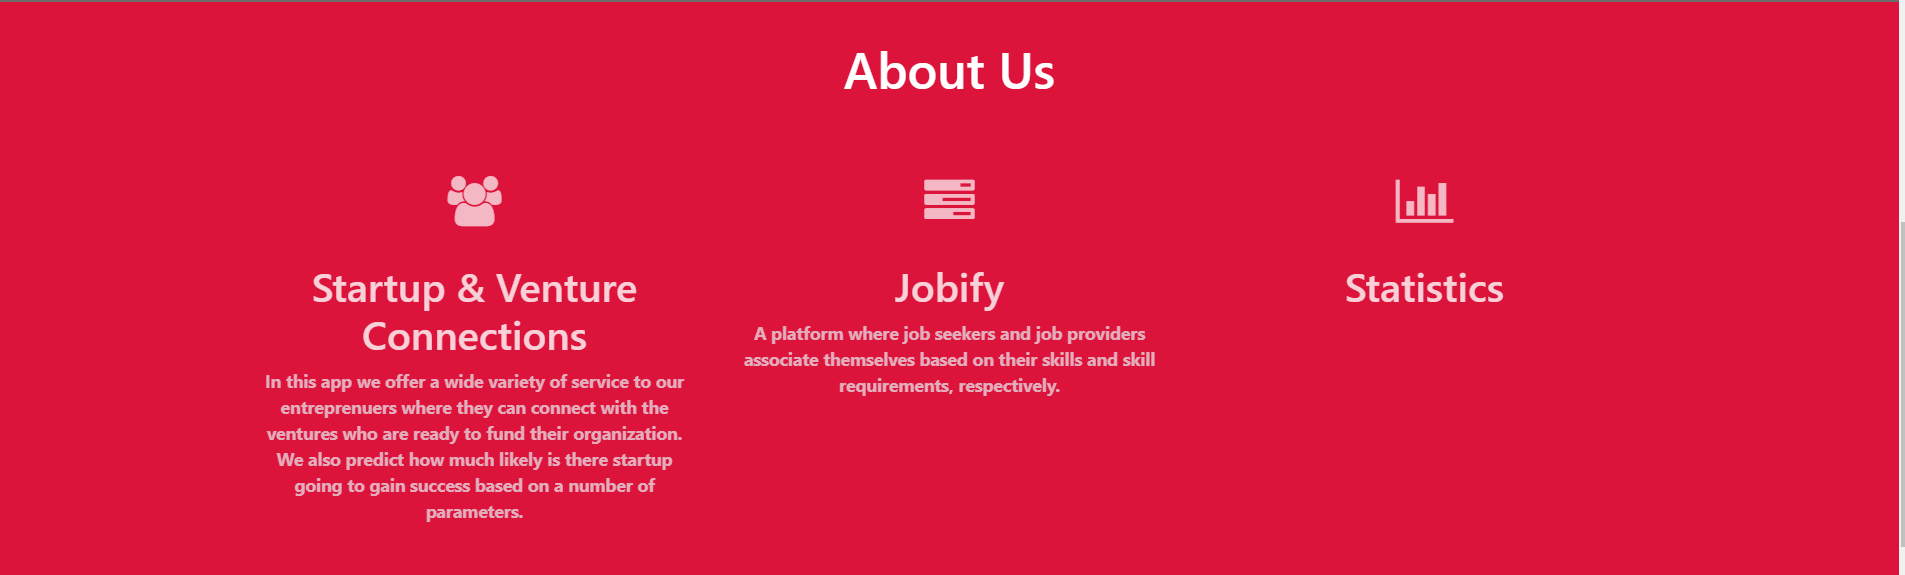 About Us
Startup & Venture
Connections
In this app we offer a wide variety of service to our
entreprenuers where they can connect with the
ventures who are ready to fund their organization.
We also predict how much likely is there startup
going to gain success based on a number of
parameters.
Jobify
A platform where job seekers and job providers
associate themselves based on their skills and skill
requirements, respectively.
Statistics